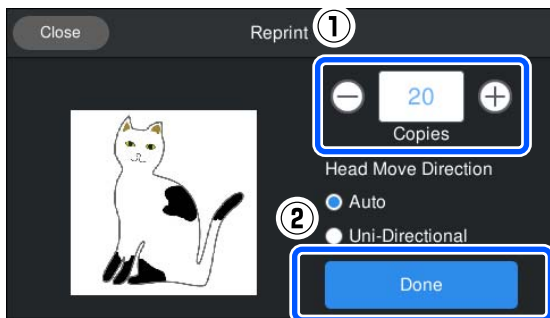 Close
Reprint
①
20
Copies
Head Move Direction
Auto
②
Uni-Directional
Done